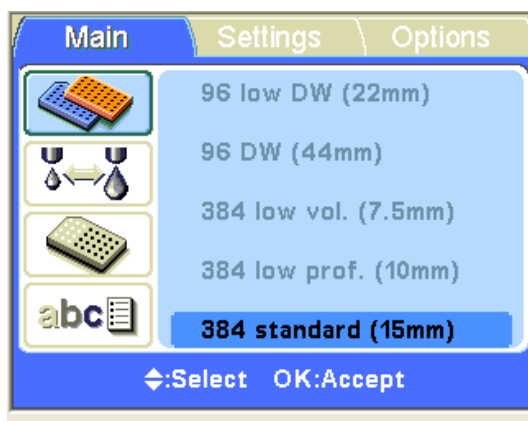 Main Settings Options
96 low DW (22mm)
96 DW (44mm)
384 low vol. (7.5mm)
384 low prof. (10mm)
abc
384 standard (15mm)
:Select OK:Accept